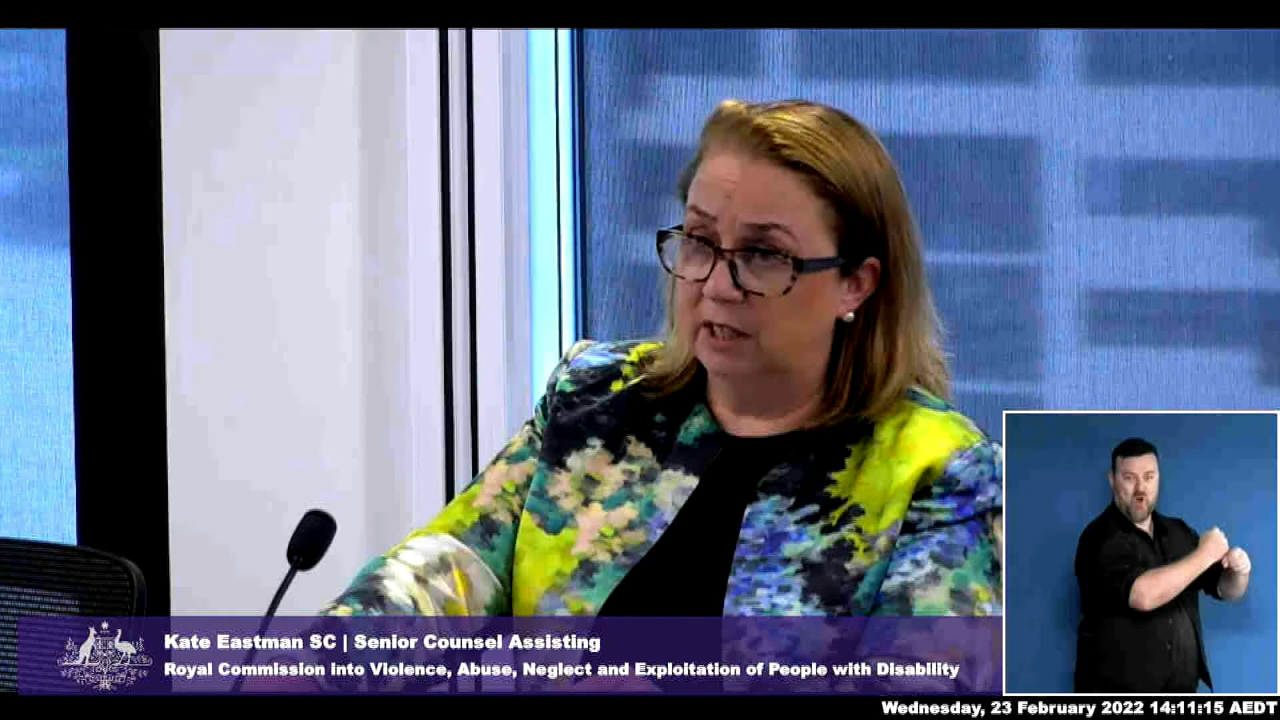 Kate Eastman SC | Senior Counsel Assisting
Royal Commission into Violence, Abuse, Neglect and Exploitation of People with Disability
Wednesday, 23 February 2022 14:11:15 AEDT